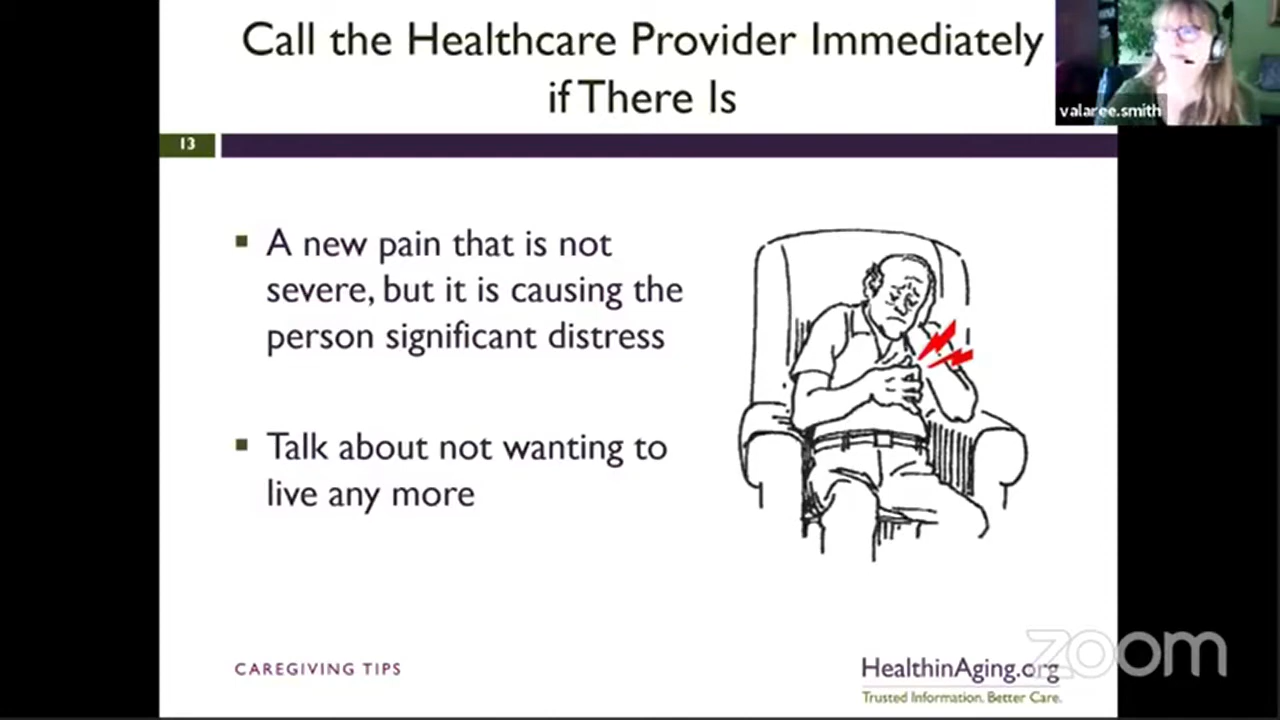 Call the Healthcare Provider Immediately
if There Is
valaree.smith
13
▪ A new pain that is not
severe, but it is causing the
person significant distress
▪ Talk about not wanting to
live any more
CAREGIVING TIPS
HealthinAging.org
Trusted Information. Better Care.
zoom